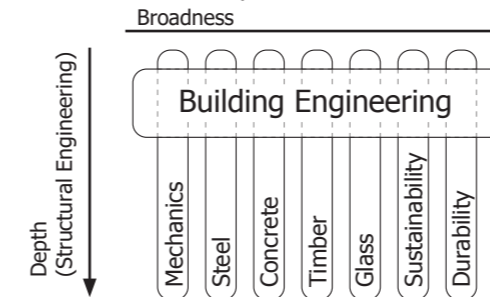 Broadness
Building Engineering
Depth
(Structural Engineering)
Mechanics
Steel
Concrete
Timber
Glass
Sustainability
Durability